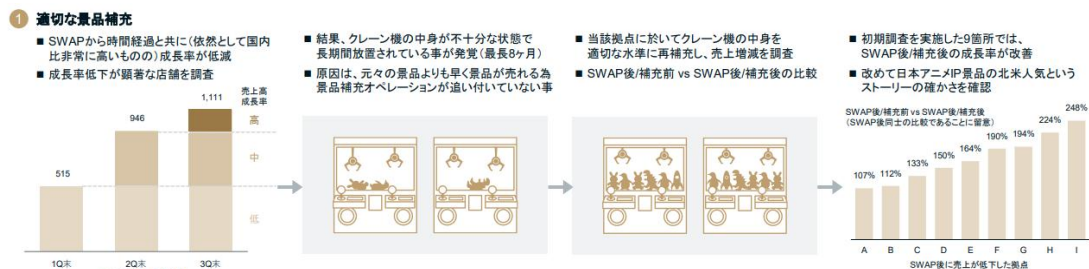 1 適切な景品補充
■ SWAPから時間経過と共に（依然として国内
比非常に高いものの）成長率が低減
■ 成長率低下が顕著な店舗を調査
売上高
成長率
1,111
高
946
中
515
低
1Q末
2Q末
3Q末
■ 結果、クレーン機の中身が不十分な状態で
長期間放置されている事が発覚（最長8ヶ月）
■ 原因は、元々の景品よりも早く景品が売れる為
景品補充オペレーションが追い付いていない事
■ 当該拠点に於いてクレーン機の中身を
適切な水準に再補充し、売上増減を調査
■ SWAP後/補充前 vs SWAP後/補充後の比較
■ 初期調査を実施した9箇所では、
SWAP後/補充後の成長率が改善
■ 改めて日本アニメIP景品の北米人気という
ストーリーの確かさを確認
SWAP後/補充前 vs SWAP後/補充後
（SWAP後同士の比較であることに留意）
107%
112%
133%
150%
164%
190%
194%
224%
248%
A
B
C
D
E
F
G
H
I
SWAP後に売上が低下した拠点